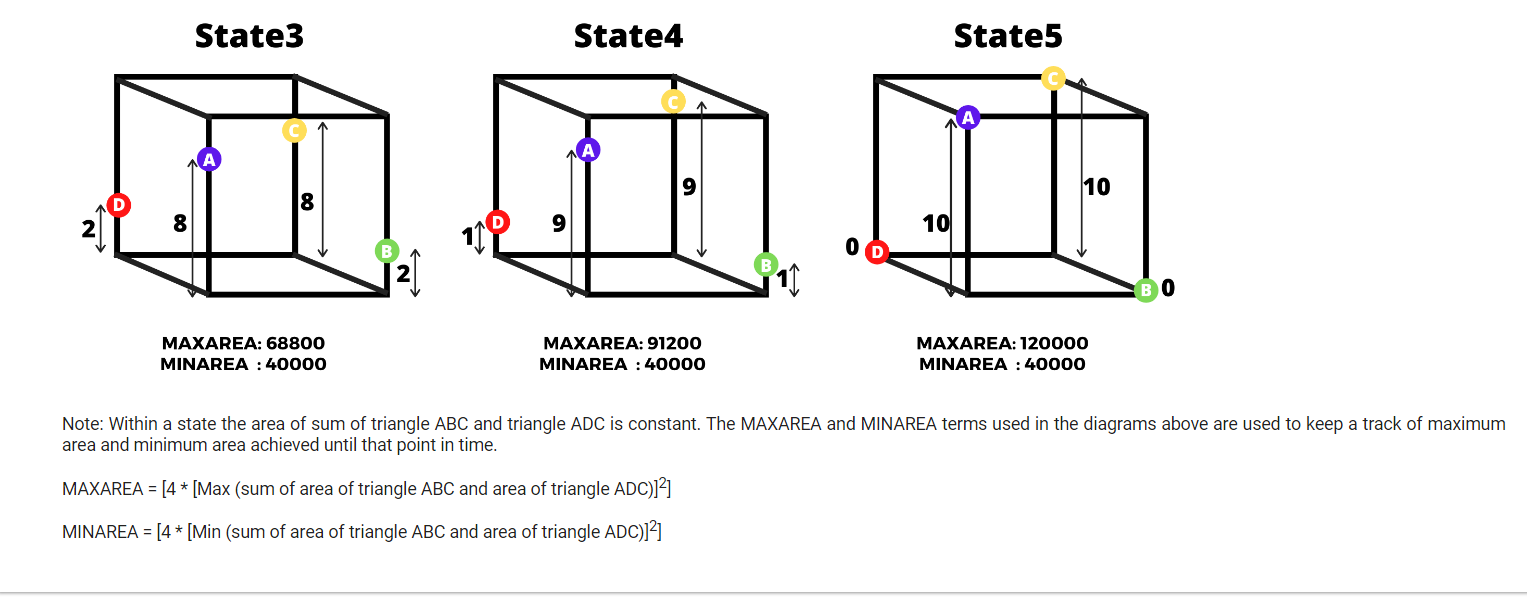 State3 State4 State5
C
C
C
A
A
A
D
D
D
B
B
B
2 8 8 2
1 9 9 1
0 10 10 0
MAXAREA: 68800
MINAREA : 40000
MAXAREA: 91200
MINAREA : 40000
MAXAREA: 120000
MINAREA : 40000
Note: Within a state the area of sum of triangle ABC and triangle ADC is constant. The MAXAREA and MINAREA terms used in the diagrams above are used to keep a track of maximum
area and minimum area achieved until that point in time.
MAXAREA = [4 * [Max (sum of area of triangle ABC and area of triangle ADC)]²]
MINAREA = [4 * [Min (sum of area of triangle ABC and area of triangle ADC)]²]